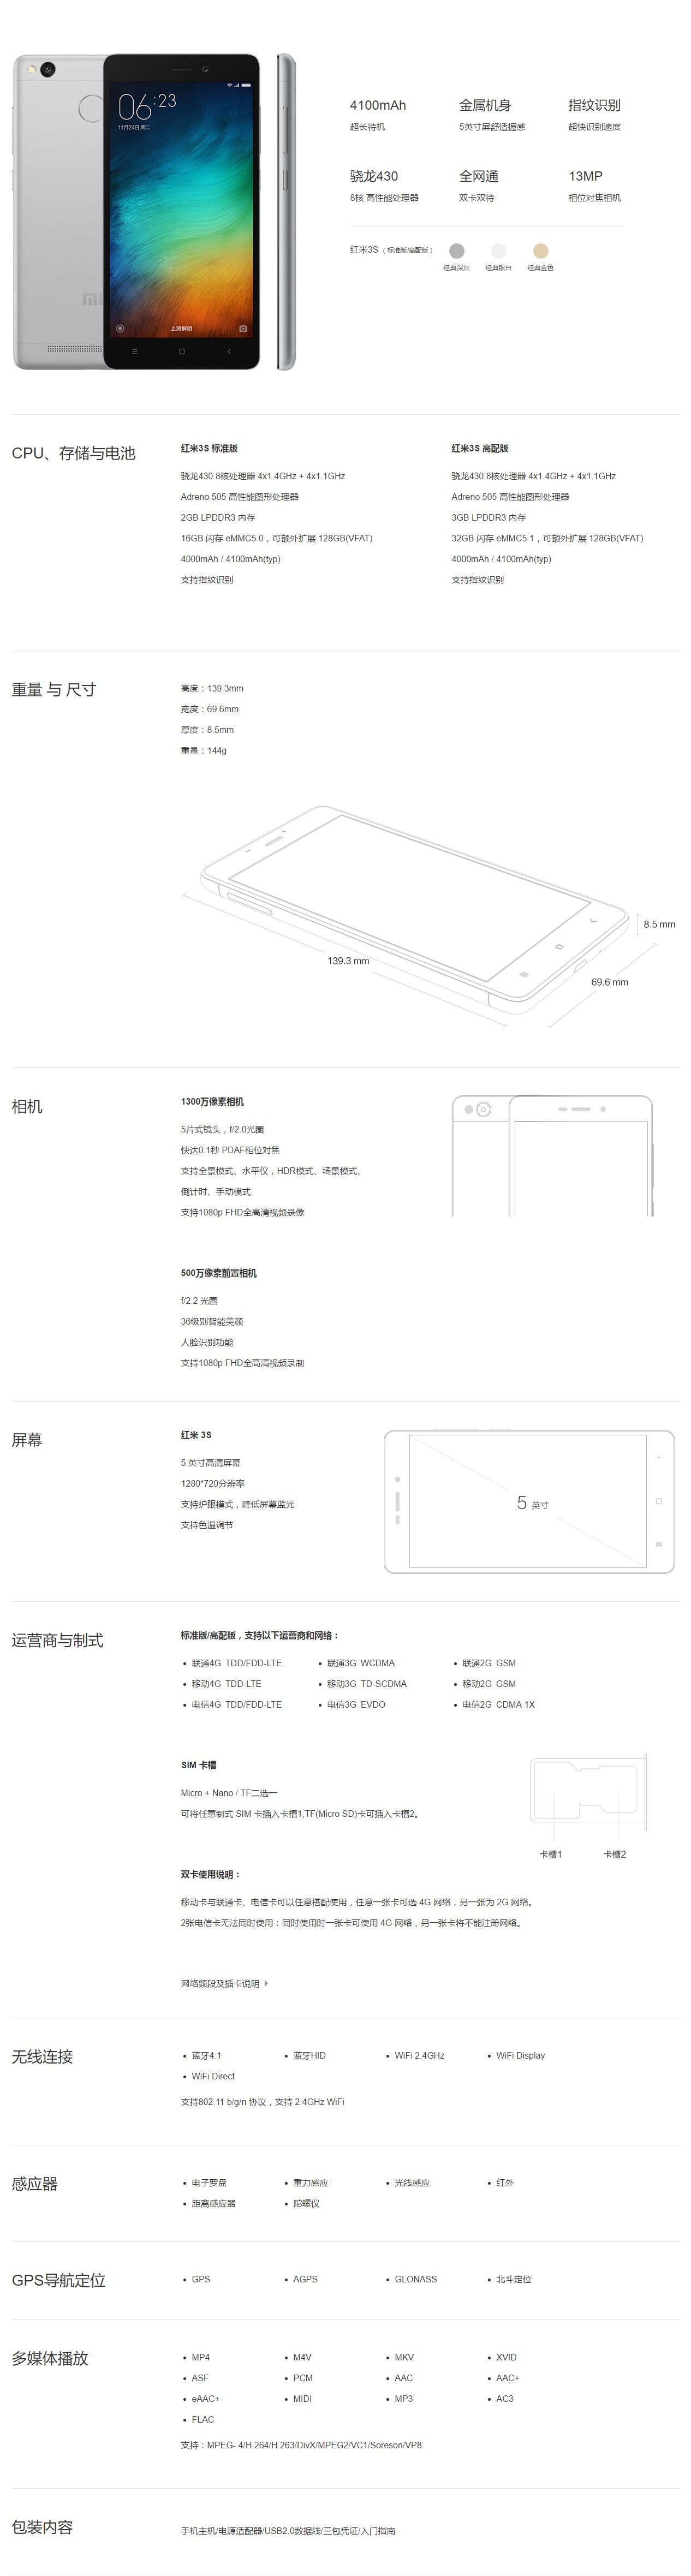 06:23
11月24日 周二
上滑解锁
MI
4100mAh
超长待机
金属机身
5英寸屏舒适握感
指纹识别
超快识别速度
骁龙430
8核 高性能处理器
全网通
双卡双待
13MP
相位对焦相机
红米3S（ 标准版/高配版 ）
经典深灰
经典银白
经典金色
CPU、存储与电池
红米3S 标准版
骁龙430 8核处理器 4x1.4GHz + 4x1.1GHz
Adreno 505 高性能图形处理器
2GB LPDDR3 内存
16GB 闪存 eMMC5.0，可额外扩展 128GB(VFAT)
4000mAh / 4100mAh(typ)
支持指纹识别
红米3S 高配版
骁龙430 8核处理器 4x1.4GHz + 4x1.1GHz
Adreno 505 高性能图形处理器
3GB LPDDR3 内存
32GB 闪存 eMMC5.1，可额外扩展 128GB(VFAT)
4000mAh / 4100mAh(typ)
支持指纹识别
重量 与 尺寸
高度：139.3mm
宽度：69.6mm
厚度：8.5mm
重量：144g
8.5 mm
139.3 mm
69.6 mm
相机
1300万像素相机
5片式镜头，f/2.0光圈
快达0.1秒 PDAF相位对焦
支持全景模式、水平仪，HDR模式、场景模式、
倒计时、手动模式
支持1080p FHD全高清视频录像
500万像素前置相机
f/2.2 光圈
36级别智能美颜
人脸识别功能
支持1080p FHD全高清视频录制
屏幕
红米 3S
5 英寸高清屏幕
1280*720分辨率
支持护眼模式，降低屏幕蓝光
支持色温调节
5 英寸
运营商与制式
标准版/高配版，支持以下运营商和网络：
联通4G TDD/FDD-LTE
联通3G WCDMA
联通2G GSM
移动4G TDD-LTE
移动3G TD-SCDMA
移动2G GSM
电信4G TDD/FDD-LTE
电信3G EVDO
电信2G CDMA 1X
SIM 卡槽
Micro + Nano / TF二选一
可将任意制式 SIM 卡插入卡槽1,TF(Micro SD)卡可插入卡槽2。
卡槽1
卡槽2
双卡使用说明：
移动卡与联通卡、电信卡可以任意搭配使用，任意一张卡可选 4G 网络，另一张为 2G 网络。
2张电信卡无法同时使用：同时使用时一张卡可使用 4G 网络，另一张卡将不能注册网络。
网络频段及插卡说明
无线连接
蓝牙4.1
蓝牙HID
WiFi 2.4GHz
WiFi Display
WiFi Direct
支持802.11 b/g/n 协议，支持 2.4GHz WiFi
感应器
电子罗盘
重力感应
光线感应
红外
距离感应器
陀螺仪
GPS导航定位
GPS
AGPS
GLONASS
北斗定位
多媒体播放
MP4
M4V
MKV
XVID
ASF
PCM
AAC
AAC+
eAAC+
MIDI
MP3
AC3
FLAC
支持：MPEG- 4/H.264/H.263/DivX/MPEG2/VC1/Soreson/VP8
包装内容
手机主机/电源适配器/USB2.0数据线/三包凭证/入门指南